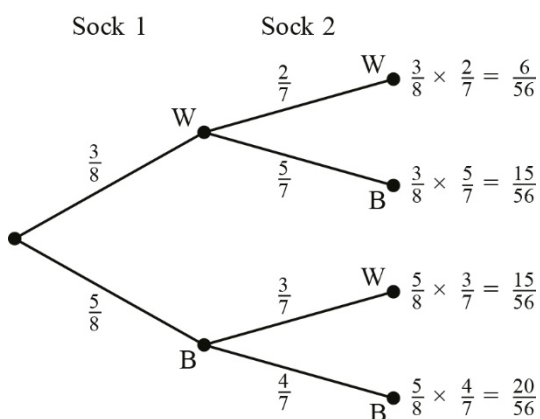 Sock 1 Sock 2
W 3/8 × 2/7 = 6/56
2/7
W
3/8
5/7
B 3/8 × 5/7 = 15/56
W 5/8 × 3/7 = 15/56
3/7
5/8
B
4/7
B 5/8 × 4/7 = 20/56